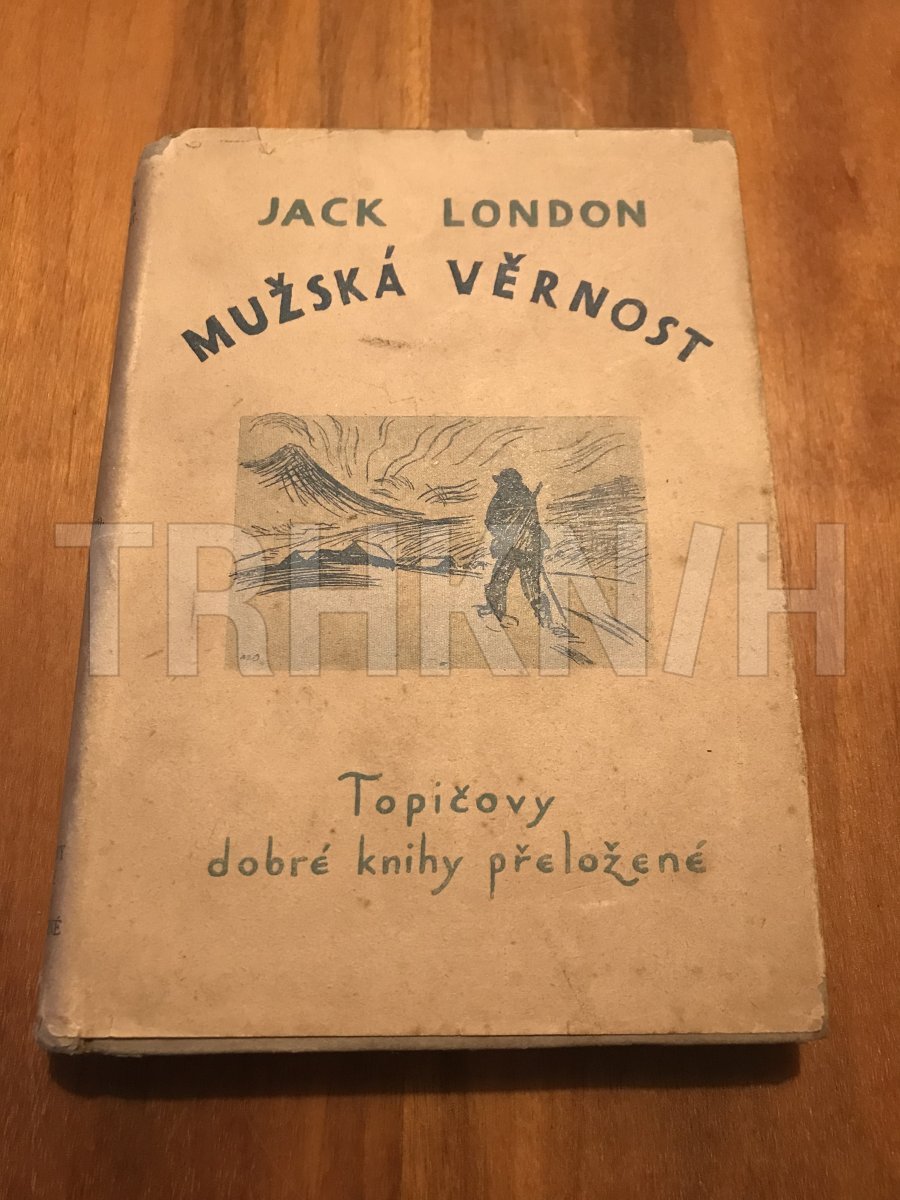 JACK LONDON
MUŽSKÁ VĚRNOST
TRHKNIH
Topičovy
dobré knihy přeložené